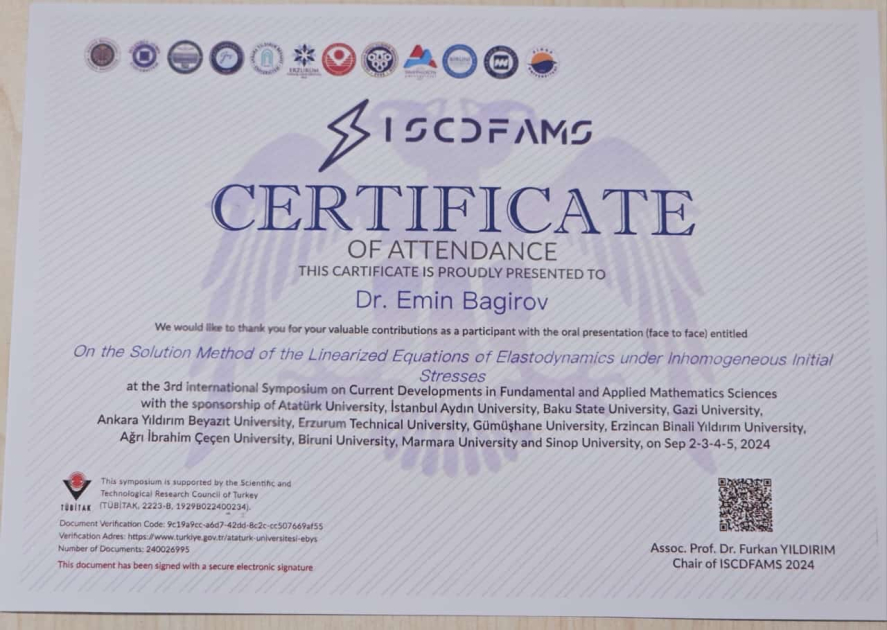 ISCDFAMS
CERTIFICATE
OF ATTENDANCE
THIS CARTIFICATE IS PROUDLY PRESENTED TO
Dr. Emin Bagirov
We would like to thank you for your valuable contributions as a participant with the oral presentation (face to face) entitled
On the Solution Method of the Linearized Equations of Elastodynamics under Inhomogeneous Initial
Stresses
at the 3rd international Symposium on Current Developments in Fundamental and Applied Mathematics Sciences
with the sponsorship of Atatürk University, İstanbul Aydın University, Baku State University, Gazi University,
Ankara Yıldırım Beyazıt University, Erzurum Technical University, Gümüşhane University, Erzincan Binali Yıldırım University,
Ağrı İbrahim Çeçen University, Biruni University, Marmara University and Sinop University, on Sep 2-3-4-5, 2024
This symposium is supported by the Scientific and
Technological Research Council of Turkey
(TÜBİTAK, 2223-B, 1929B022400234).
TÜBİTAK
Document Verification Code: 9c19a9cc-a6d7-42dd-8c2c-cc507669af55
Verification Adres: https://www.turkiye.gov.tr/ataturk-universitesi-ebys
Number of Documents: 240026995
This document has been signed with a secure electronic signature
Assoc. Prof. Dr. Furkan YILDIRIM
Chair of ISCDFAMS 2024